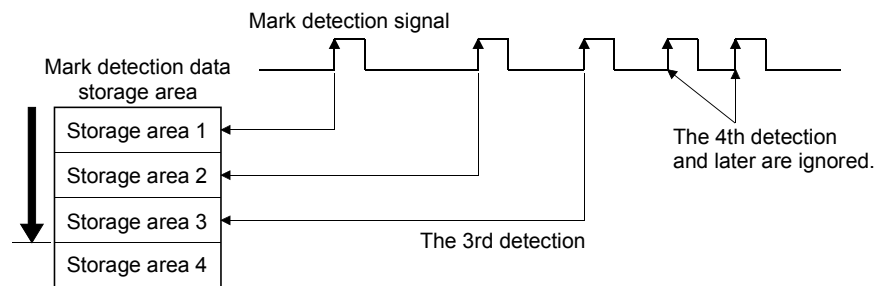 Mark detection signal
Mark detection data
storage area
Storage area 1
Storage area 2
Storage area 3
Storage area 4
The 3rd detection
The 4th detection
and later are ignored.